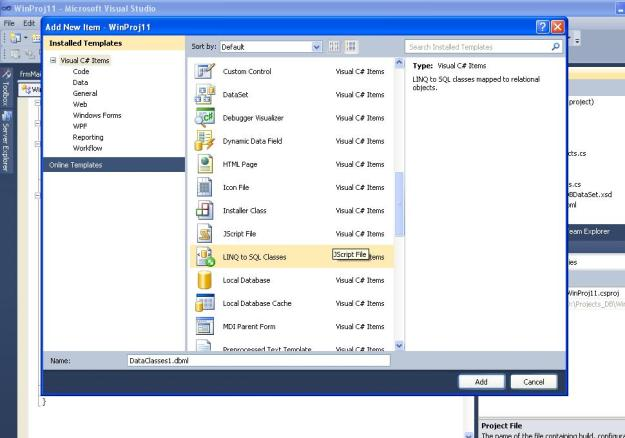 WinProj11 - Microsoft Visual Studio
File Edit
Add New Item - WinProj11
Installed Templates
Sort by: Default
Search Installed Templates
Visual C# Items
Code
Data
General
Web
Windows Forms
WPF
Reporting
Workflow
Online Templates
Custom Control Visual C# Items
DataSet Visual C# Items
Debugger Visualizer Visual C# Items
Dynamic Data Field Visual C# Items
HTML Page Visual C# Items
Icon File Visual C# Items
Installer Class Visual C# Items
JScript File Visual C# Items
LINQ to SQL Classes JScript File Items
Local Database Visual C# Items
Local Database Cache Visual C# Items
MDI Parent Form Visual C# Items
Preprocessed Text Template Visual C# Items
Type: Visual C# Items
LINQ to SQL classes mapped to relational
objects.
Name: DataClasses1.dbml
Add Cancel
Toolbox
Server Explorer
frmMai
Wi
project)
cts.cs
s.cs
DBDataSet.xsd
ml
eam Explorer
ies
WinProj11.csproj
r\Projects_DB\Win
}
Project File
The name of the file containing build, configura